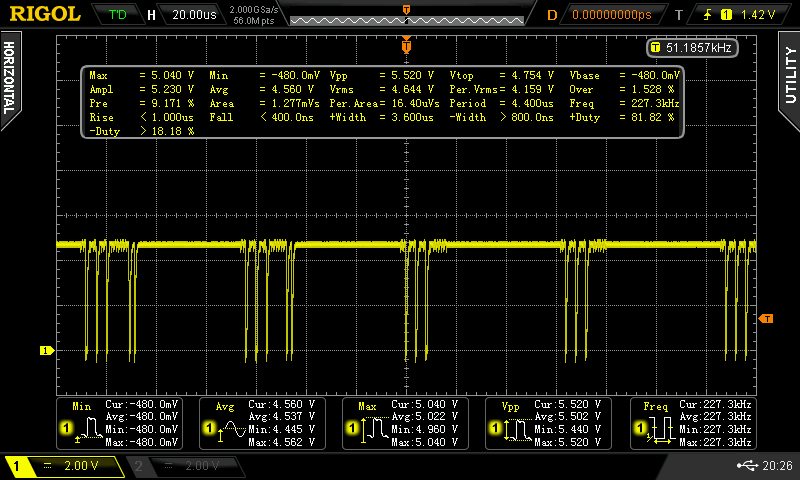 RIGOL T'D H 20.00us 2.000GSa/s 56.0M pts T D 0.00000000ps T 1 1.42 V
HORIZONTAL
UTILITY
T
T 51.1857kHz
Max = 5.040 V Min = -480.0mV Vpp = 5.520 V Vtop = 4.754 V Vbase = -480.0mV
Ampl = 5.230 V Avg = 4.560 V Vrms = 4.644 V Per.Vrms= 4.159 V Over = 1.528 %
Pre = 9.171 % Area = 1.277mVs Per.Area= 16.40uVs Period = 4.400us Freq = 227.3kHz
Rise < 1.000us Fall < 400.0ns +Width = 3.600us -Width > 800.0ns +Duty = 81.82 %
-Duty > 18.18 %
T
1
Min Cur:-480.0mV Avg Cur:4.560 V Max Cur:5.040 V Vpp Cur:5.520 V Freq Cur:227.3kHz
Avg:-480.0mV Avg:4.537 V Avg:5.022 V Avg:5.502 V Avg:227.3kHz
1 Min:-480.0mV 1 Min:4.445 V 1 Min:4.960 V 1 Min:5.440 V 1 Min:227.3kHz
Max:-480.0mV Max:4.562 V Max:5.040 V Max:5.520 V Max:227.3kHz
1 2.00 V 2 2.00 V 20:26